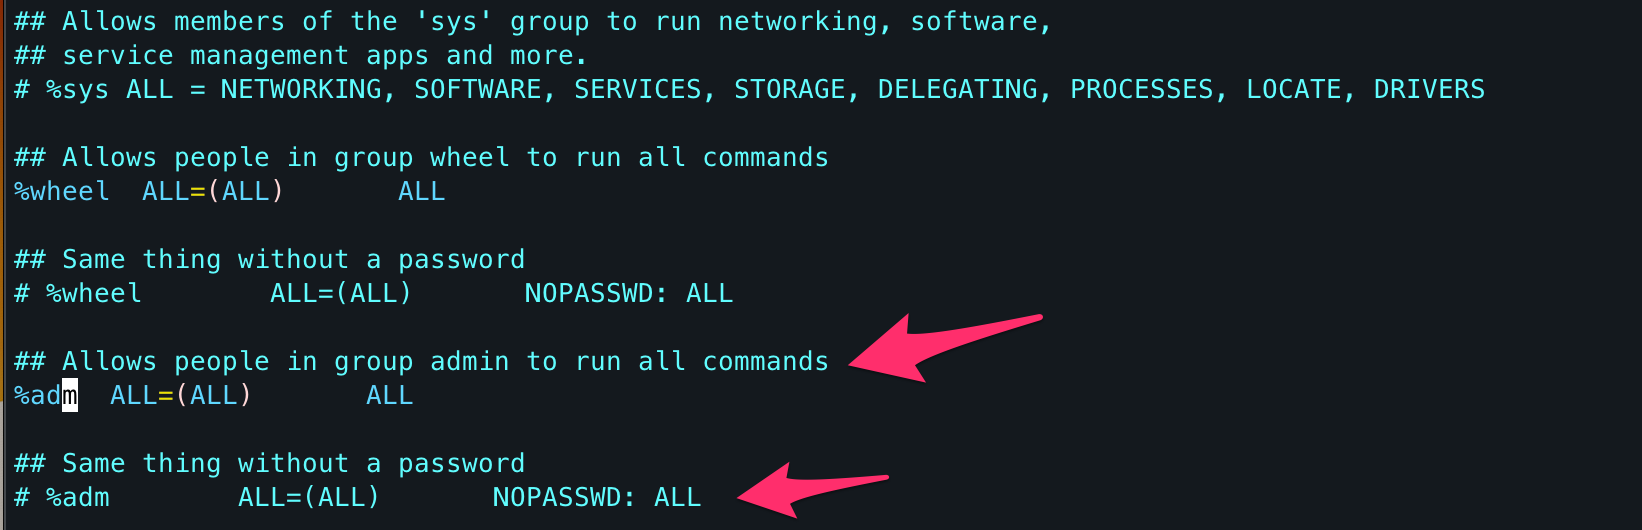 ## Allows members of the 'sys' group to run networking, software,
## service management apps and more.
# %sys ALL = NETWORKING, SOFTWARE, SERVICES, STORAGE, DELEGATING, PROCESSES, LOCATE, DRIVERS
## Allows people in group wheel to run all commands
%wheel  ALL=(ALL)       ALL
## Same thing without a password
# %wheel        ALL=(ALL)       NOPASSWD: ALL
## Allows people in group admin to run all commands
%adm  ALL=(ALL)       ALL
## Same thing without a password
# %adm        ALL=(ALL)       NOPASSWD: ALL